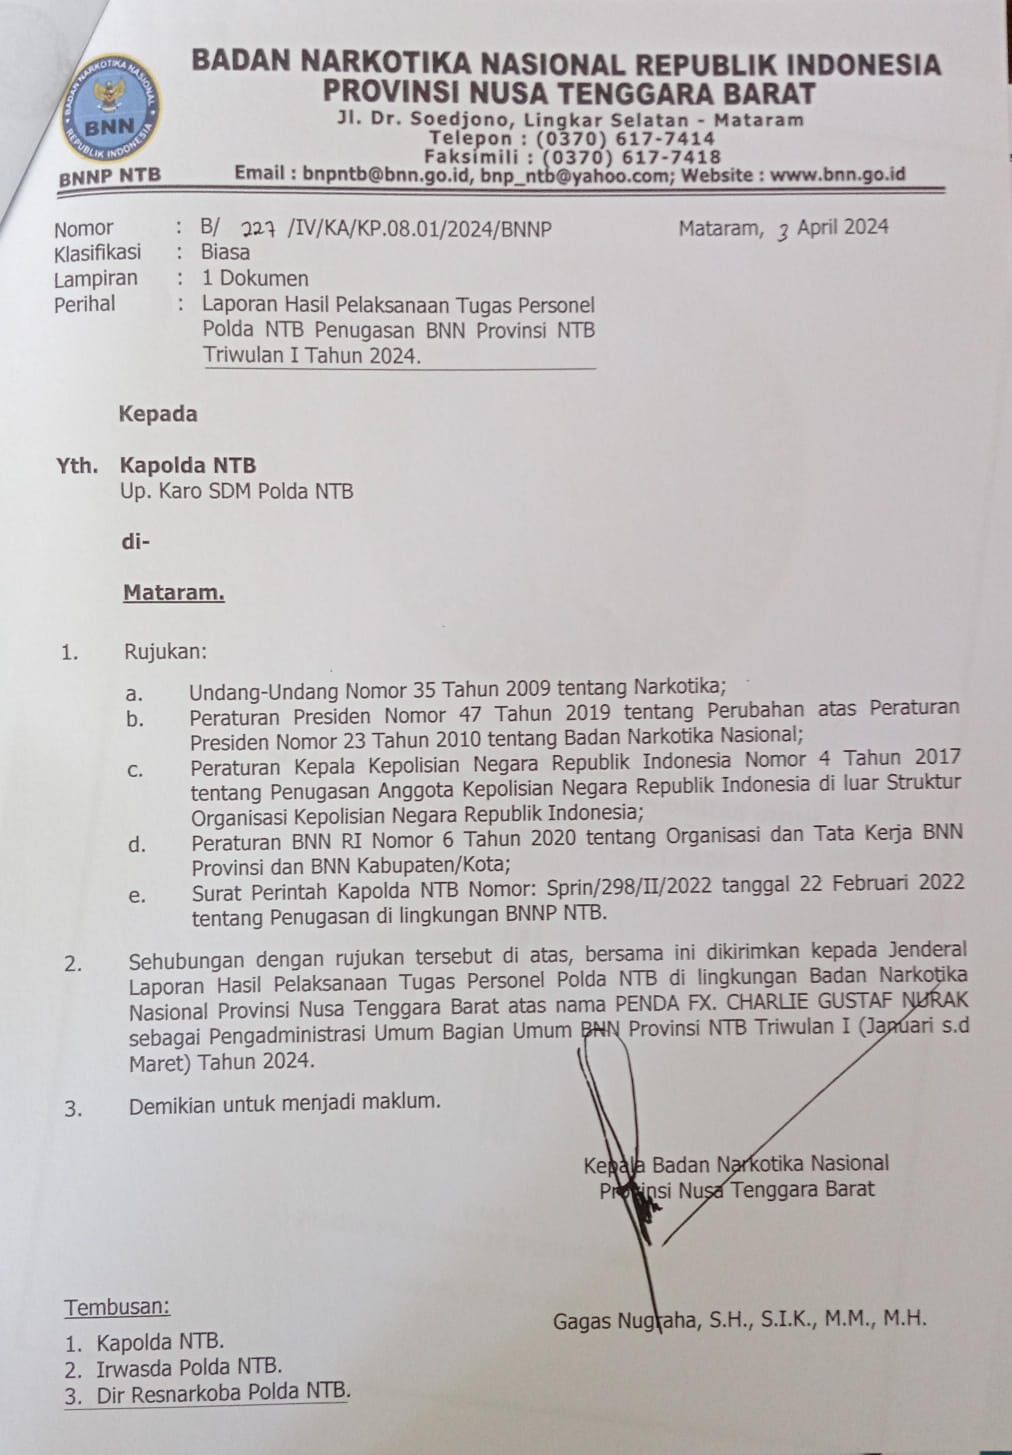 BADAN NARKOTIKA NASIONAL REPUBLIK INDONESIA
PROVINSI NUSA TENGGARA BARAT
Jl. Dr. Soedjono, Lingkar Selatan - Mataram
Telepon : (0370) 617-7414
Faksimili : (0370) 617-7418
Email : bnpntb@bnn.go.id, bnp_ntb@yahoo.com; Website : www.bnn.go.id
BADAN NARKOTIKA NASIONAL
BNN
REPUBLIK INDONESIA
BNNP NTB
Nomor : B/ 227 /IV/KA/KP.08.01/2024/BNNP Mataram, 3 April 2024
Klasifikasi : Biasa
Lampiran : 1 Dokumen
Perihal : Laporan Hasil Pelaksanaan Tugas Personel
Polda NTB Penugasan BNN Provinsi NTB
Triwulan I Tahun 2024.
Kepada
Yth. Kapolda NTB
Up. Karo SDM Polda NTB
di-
Mataram.
1. Rujukan:
a. Undang-Undang Nomor 35 Tahun 2009 tentang Narkotika;
b. Peraturan Presiden Nomor 47 Tahun 2019 tentang Perubahan atas Peraturan
Presiden Nomor 23 Tahun 2010 tentang Badan Narkotika Nasional;
c. Peraturan Kepala Kepolisian Negara Republik Indonesia Nomor 4 Tahun 2017
tentang Penugasan Anggota Kepolisian Negara Republik Indonesia di luar Struktur
Organisasi Kepolisian Negara Republik Indonesia;
d. Peraturan BNN RI Nomor 6 Tahun 2020 tentang Organisasi dan Tata Kerja BNN
Provinsi dan BNN Kabupaten/Kota;
e. Surat Perintah Kapolda NTB Nomor: Sprin/298/II/2022 tanggal 22 Februari 2022
tentang Penugasan di lingkungan BNNP NTB.
2. Sehubungan dengan rujukan tersebut di atas, bersama ini dikirimkan kepada Jenderal
Laporan Hasil Pelaksanaan Tugas Personel Polda NTB di lingkungan Badan Narkotika
Nasional Provinsi Nusa Tenggara Barat atas nama PENDA FX. CHARLIE GUSTAF NURAK
sebagai Pengadministrasi Umum Bagian Umum BNN Provinsi NTB Triwulan I (Januari s.d
Maret) Tahun 2024.
3. Demikian untuk menjadi maklum.
Kepala Badan Narkotika Nasional
Provinsi Nusa Tenggara Barat
Gagas Nugraha, S.H., S.I.K., M.M., M.H.
Tembusan:
1. Kapolda NTB.
2. Irwasda Polda NTB.
3. Dir Resnarkoba Polda NTB.